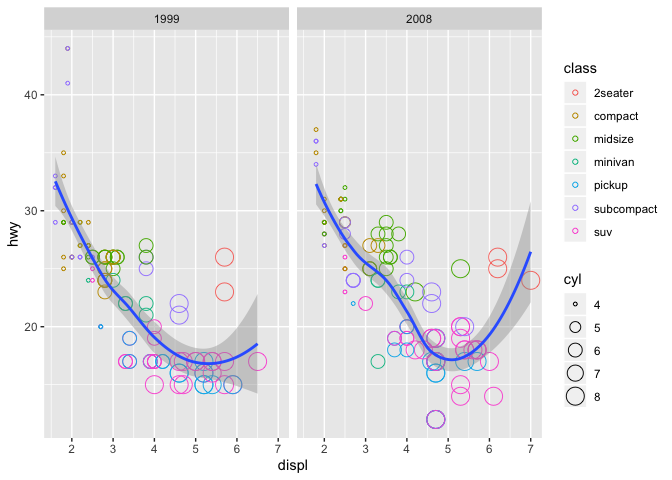 1999
2008
hwy
40
30
20
2 3 4 5 6 7
2 3 4 5 6 7
displ
class
2seater
compact
midsize
minivan
pickup
subcompact
suv
cyl
4
5
6
7
8